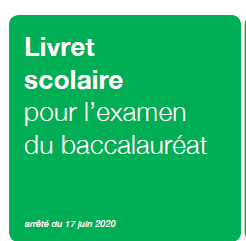 Livret
scolaire
pour l'examen
du baccalauréat
arrêté du 17 juin 2020